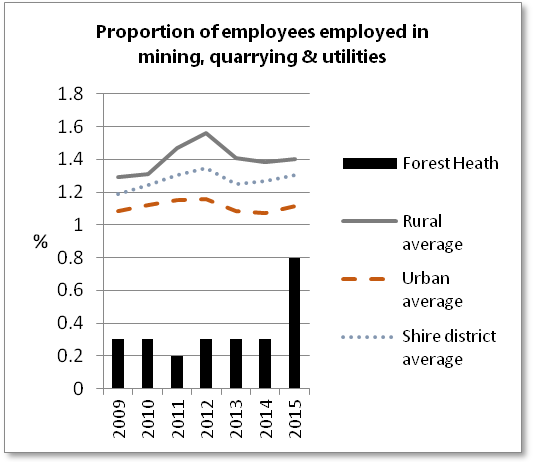 Proportion of employees employed in
mining, quarrying & utilities
1.8
1.6
1.4
1.2
1
0.8
0.6
0.4
0.2
0
%
2009
2010
2011
2012
2013
2014
2015
Forest Heath
Rural
average
Urban
average
Shire district
average